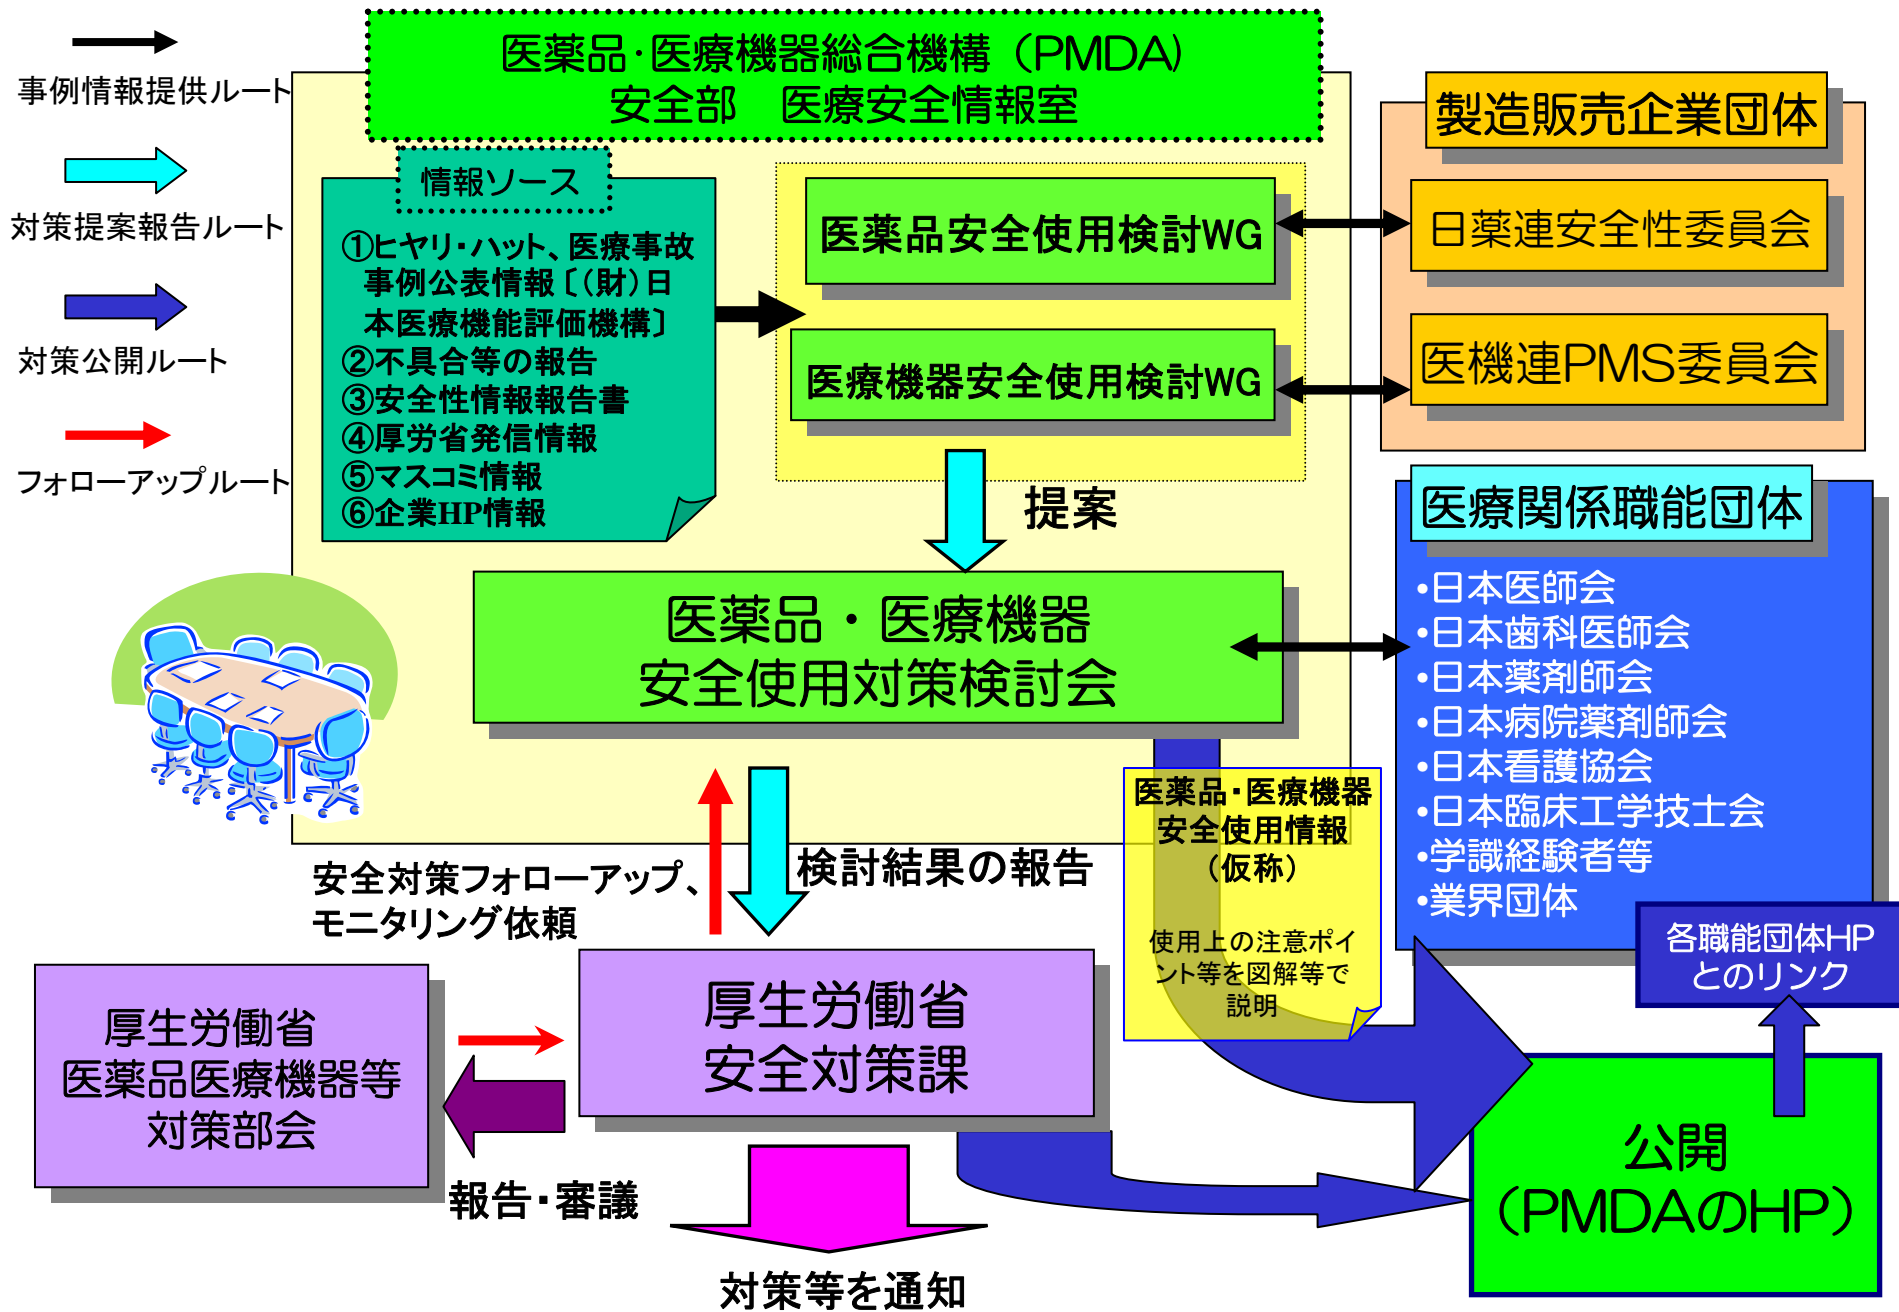 医薬品・医療機器総合機構（PMDA）
安全部　医療安全情報室
事例情報提供ルート
対策提案報告ルート
対策公開ルート
フォローアップルート
情報ソース
①ヒヤリ・ハット、医療事故
事例公表情報〔（財）日
本医療機能評価機構〕
②不具合等の報告
③安全性情報報告書
④厚労省発信情報
⑤マスコミ情報
⑥企業HP情報
医薬品安全使用検討WG
医療機器安全使用検討WG
製造販売企業団体
日薬連安全性委員会
医機連PMS委員会
提案
医薬品・医療機器
安全使用対策検討会
医療関係職能団体
•日本医師会
•日本歯科医師会
•日本薬剤師会
•日本病院薬剤師会
•日本看護協会
•日本臨床工学技士会
•学識経験者等
•業界団体
医薬品・医療機器
安全使用情報
（仮称）
使用上の注意ポイ
ント等を図解等で
説明
安全対策フォローアップ、
モニタリング依頼
検討結果の報告
各職能団体HP
とのリンク
厚生労働省
医薬品医療機器等
対策部会
厚生労働省
安全対策課
報告・審議
対策等を通知
公開
（PMDAのHP）